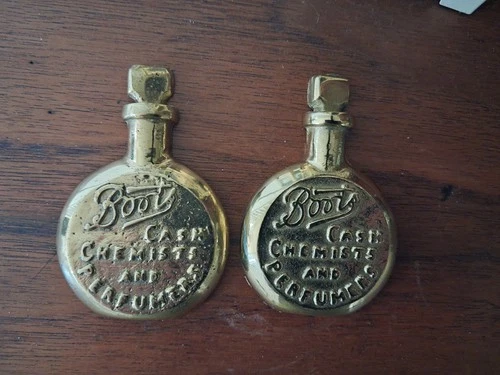 Boots
CASH
CHEMISTS
AND
PERFUMERS
Boots
CASH
CHEMISTS
AND
PERFUMERS